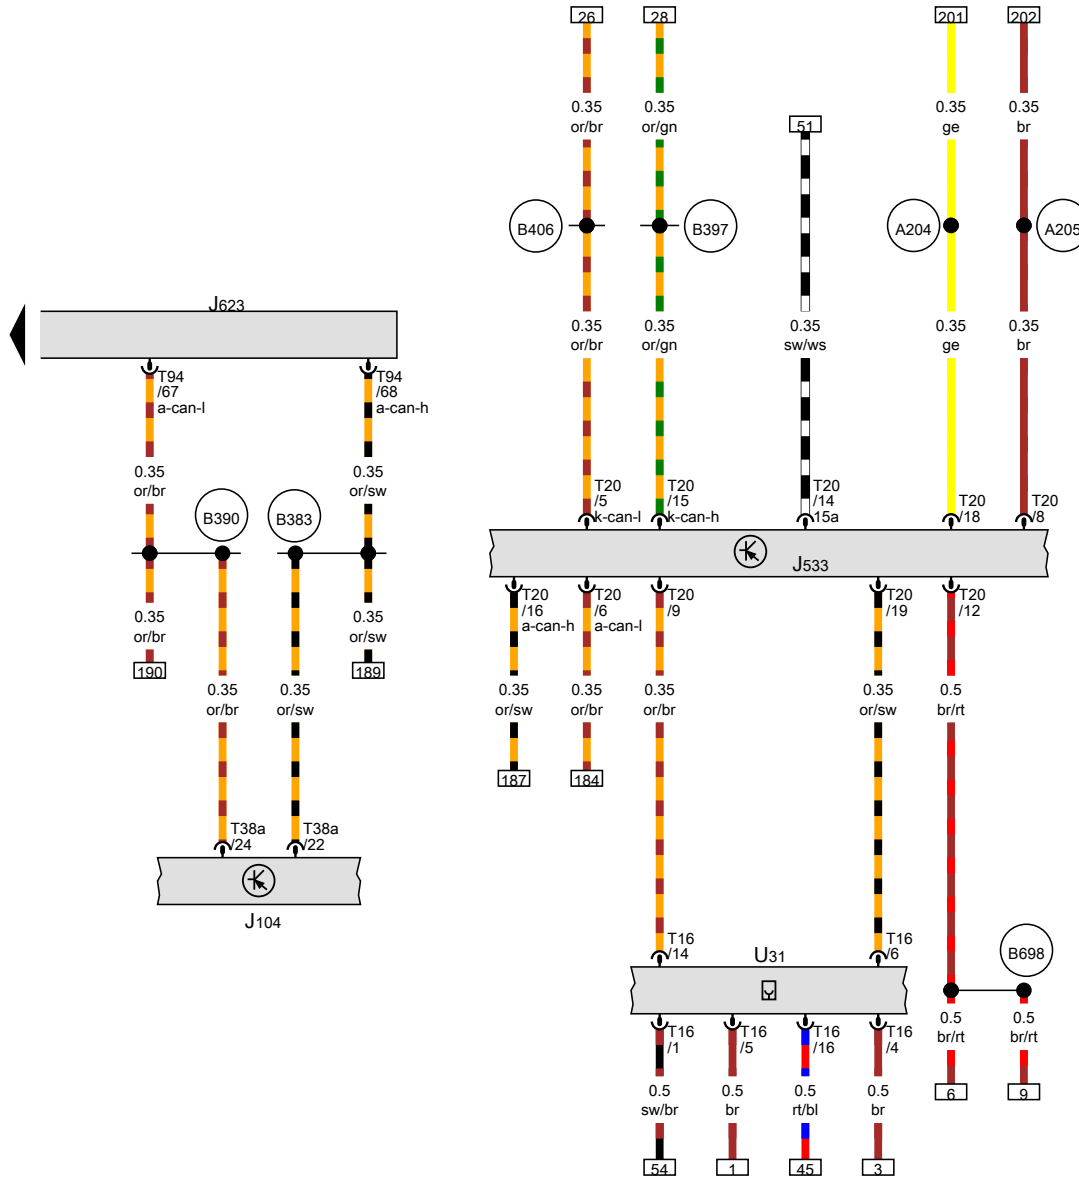 26
28
201
202
0.35
or/br
0.35
or/gn
51
0.35
ge
0.35
br
B406
B397
A204
A205
J623
0.35
or/br
0.35
or/gn
0.35
sw/ws
0.35
ge
0.35
br
T94
/67
a-can-l
T94
/68
a-can-h
0.35
or/br
0.35
or/sw
B390
B383
T20
/5
k-can-l
T20
/15
k-can-h
T20
/14
15a
T20
/18
T20
/8
J533
T20
/16
a-can-h
T20
/6
a-can-l
T20
/9
T20
/19
T20
/12
0.35
or/br
0.35
or/sw
190
189
0.35
or/br
0.35
or/sw
0.35
or/sw
0.35
or/br
0.35
or/br
0.35
or/sw
0.5
br/rt
187
184
T38a
/24
T38a
/22
J104
T16
/14
U31
T16
/6
B698
T16
/1
T16
/5
T16
/16
T16
/4
0.5
br/rt
0.5
br/rt
0.5
sw/br
0.5
br
0.5
rt/bl
0.5
br
6
9
54
1
45
3